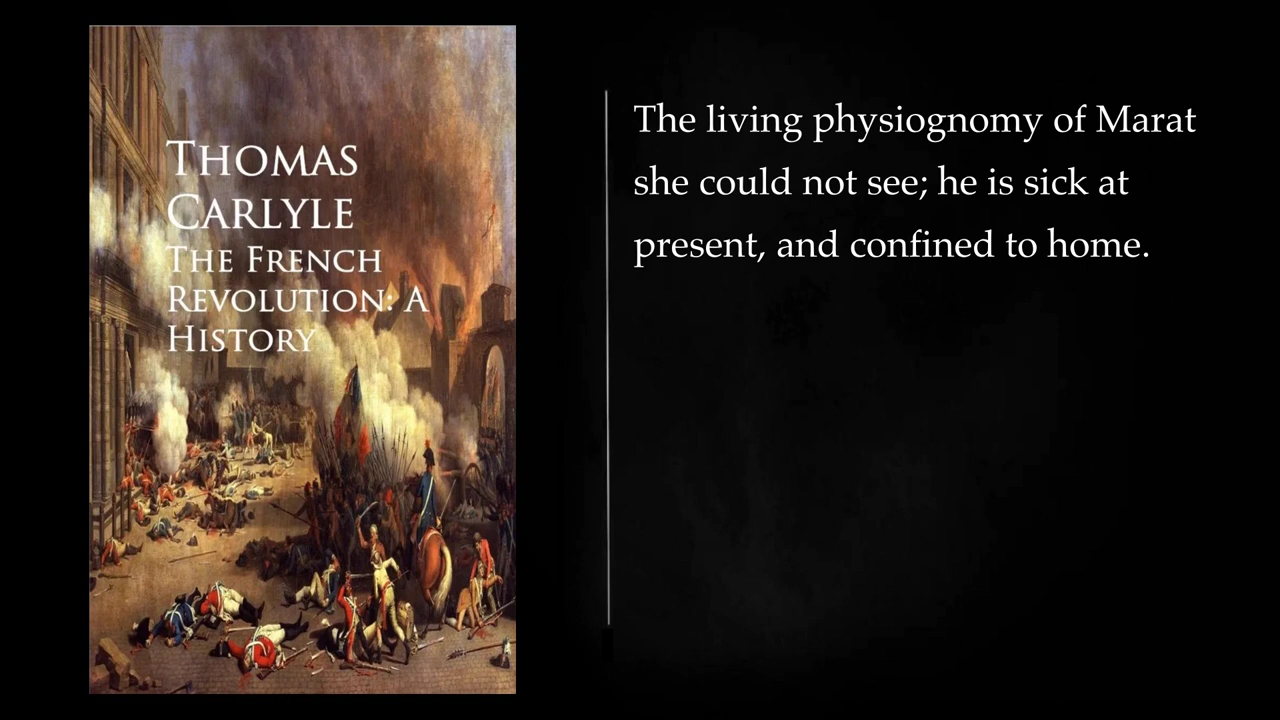 THOMAS
CARLYLE
THE FRENCH
REVOLUTION: A
HISTORY
The living physiognomy of Marat
she could not see; he is sick at
present, and confined to home.